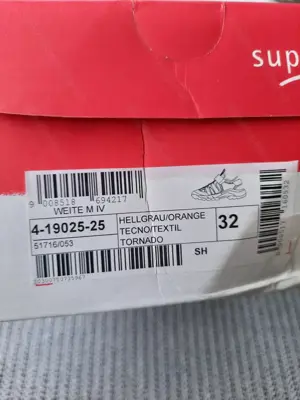 sup
9 008518 694217
WEITE M IV
4-19025-25
51716/053
HELLGRAU/ORANGE
TECNO/TEXTIL
TORNADO
32
SH